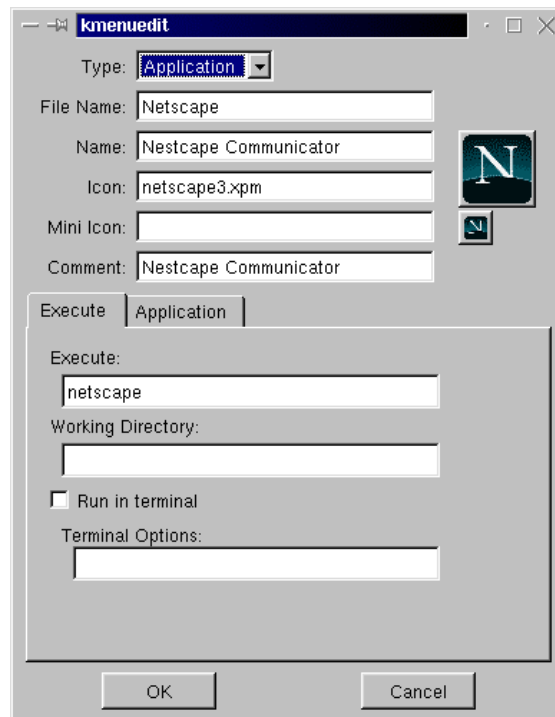 kmenuedit
Type: Application
File Name: Netscape
Name: Nestcape Communicator
Icon: netscape3.xpm
Mini Icon:
Comment: Nestcape Communicator
Execute Application
Execute:
netscape
Working Directory:
Run in terminal
Terminal Options:
OK Cancel
N
N